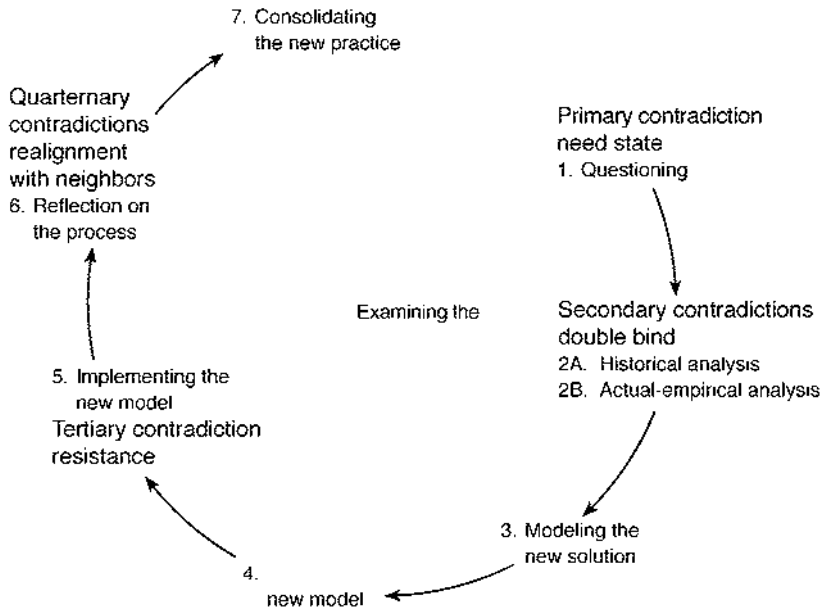 7. Consolidating
the new practice
Quarternary
contradictions
realignment
with neighbors
6. Reflection on
the process
Primary contradiction
need state
1. Questioning
Examining the
Secondary contradictions
double bind
2A. Historical analysis
2B. Actual-empirical analysis
5. Implementing the
new model
Tertiary contradiction
resistance
3. Modeling the
new solution
4.
new model